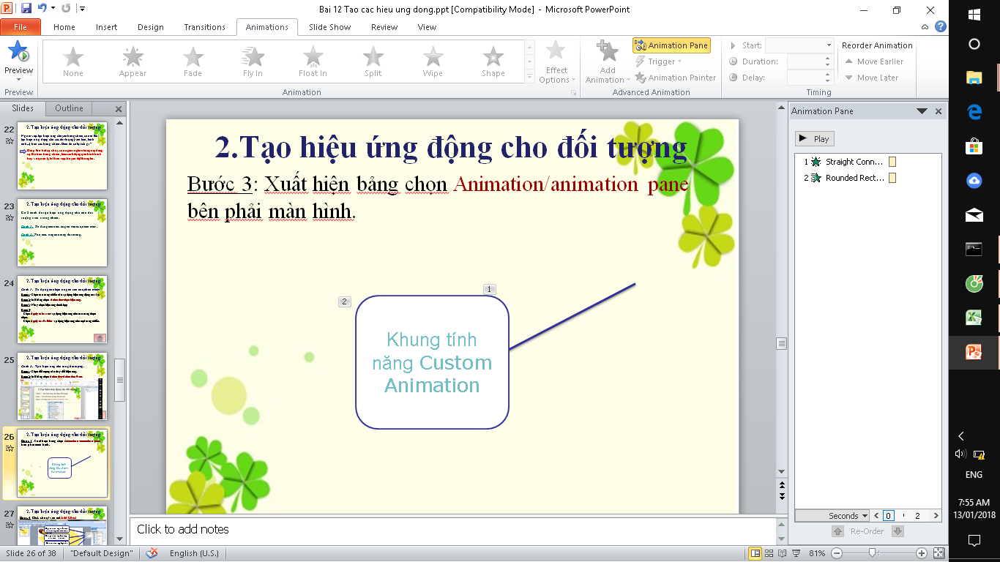 Bai 12 Tao cac hieu ung dong.ppt [Compatibility Mode] - Microsoft PowerPoint
File Home Insert Design Transitions Animations Slide Show Review View
Preview
None Appear Fade Fly In Float In Split Wipe Shape
Effect Options
Add Animation
Animation Pane
Trigger
Animation Painter
Start:
Duration:
Delay:
Reorder Animation
Move Earlier
Move Later
Preview Animation Advanced Animation Timing
Slides Outline
22
2.Tạo hiệu ứng động cho đối tượng
23
2.Tạo hiệu ứng động cho đối tượng
24
2.Tạo hiệu ứng động cho đối tượng
25
2.Tạo hiệu ứng động cho đối tượng
26
2.Tạo hiệu ứng động cho đối tượng
Khung tính
năng Custom
Animation
27
2.Tạo hiệu ứng động cho đối tượng
2.Tạo hiệu ứng động cho đối tượng
Bước 3: Xuất hiện bảng chọn Animation/animation pane
bên phải màn hình.
1
2
Khung tính
năng Custom
Animation
Click to add notes
Animation Pane
Play
1 Straight Conn...
2 Rounded Rect...
Seconds 0 2
Re-Order
Slide 26 of 38 "Default Design" English (U.S.) 81%
ENG
7:55 AM
13/01/2018